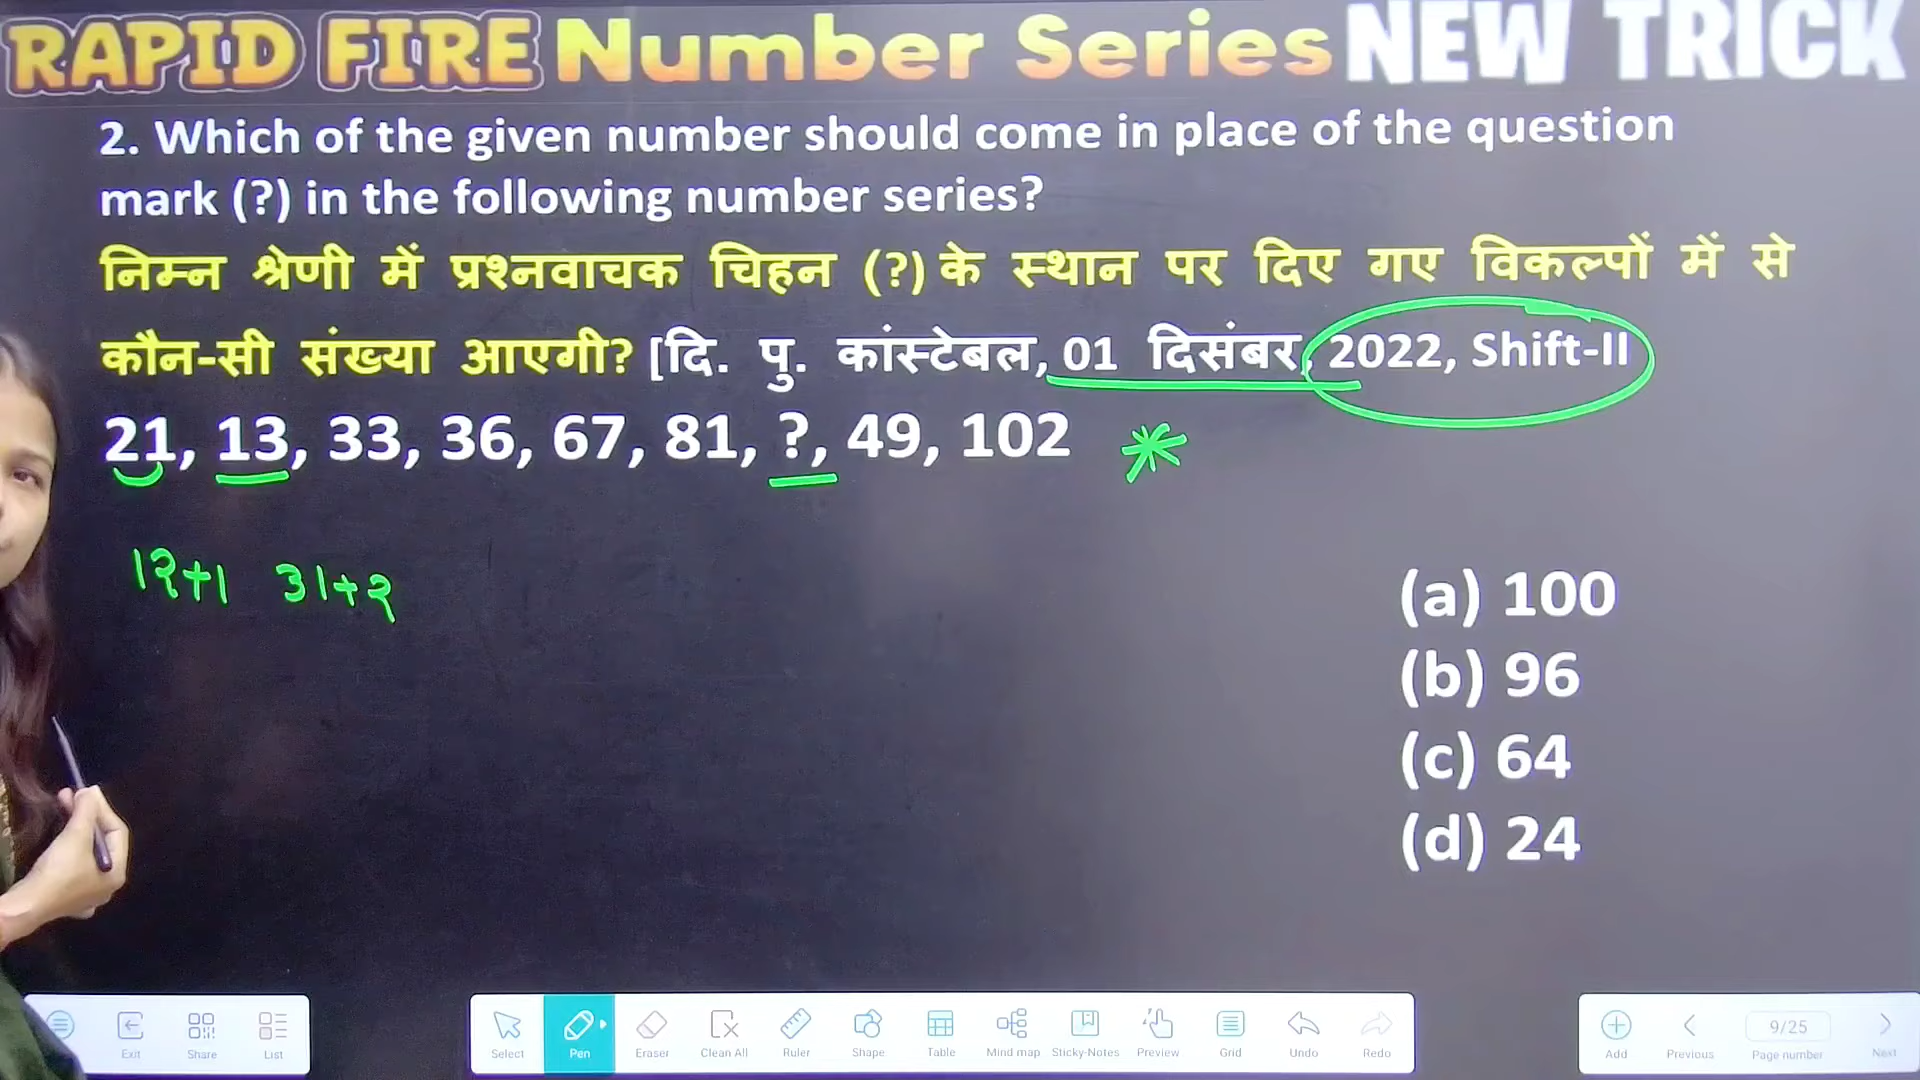 RAPID FIRE Number Series NEW TRICK
2. Which of the given number should come in place of the question
mark (?) in the following number series?
निम्न श्रेणी में प्रश्नवाचक चिहन (?) के स्थान पर दिए गए विकल्पों में से
कौन-सी संख्या आएगी? [दि. पु. कांस्टेबल, 01 दिसंबर, 2022, Shift-II
21, 13, 33, 36, 67, 81, ?, 49, 102 *
1२+1 ३1+२
(a) 100
(b) 96
(c) 64
(d) 24
Exit Share List Select Pen Eraser Clean All Ruler Shape Table Mind map Sticky-Notes Preview Grid Undo Redo Add Previous 9/25 Page number Next